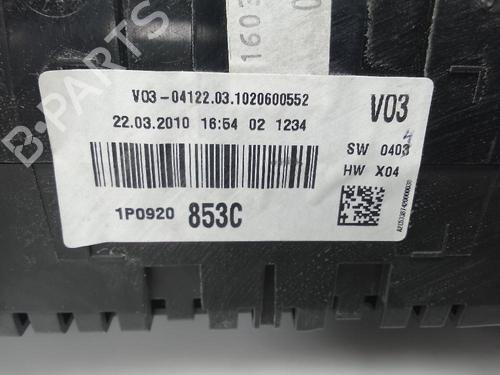 V03-04122.03.1020600552
V03
22.03.2010 16:54 02 1234
SW 0403
HW X04
1P0920 853C
B-PARTS